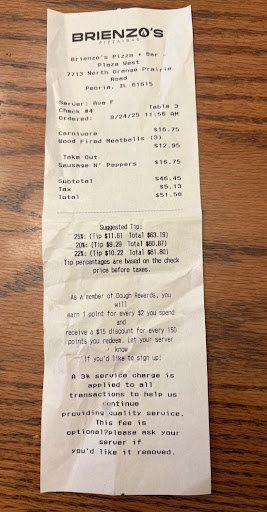 BRIENZO'S
PIZZA+BAR
Brienzo's Pizza + Bar -
Plaza West
7713 North Orange Prairie
Road
Peoria, IL 61615
Server: Ava F
Check #4 Table 3
Ordered: 9/24/25 11:56 AM
Carnivore $16.75
Wood Fired Meatballs (3)
$12.95
Take Out
Sausage N' Peppers $16.75
Subtotal $46.45
Tax $5.13
Total $51.58
Suggested Tip:
25%: (Tip $11.61 Total $63.19)
20%: (Tip $9.29 Total $60.87)
22%: (Tip $10.22 Total $61.80)
Tip percentages are based on the check
price before taxes.
As a member of Dough Rewards, you
will
earn 1 point for every $2 you spend
and
receive a $15 discount for every 150
points you redeem. Let your server
know
if you'd like to sign up!
A 3% service charge is
applied to all
transactions to help us
continue
providing quality service.
This fee is
optional?please ask your
server if
you'd like it removed.